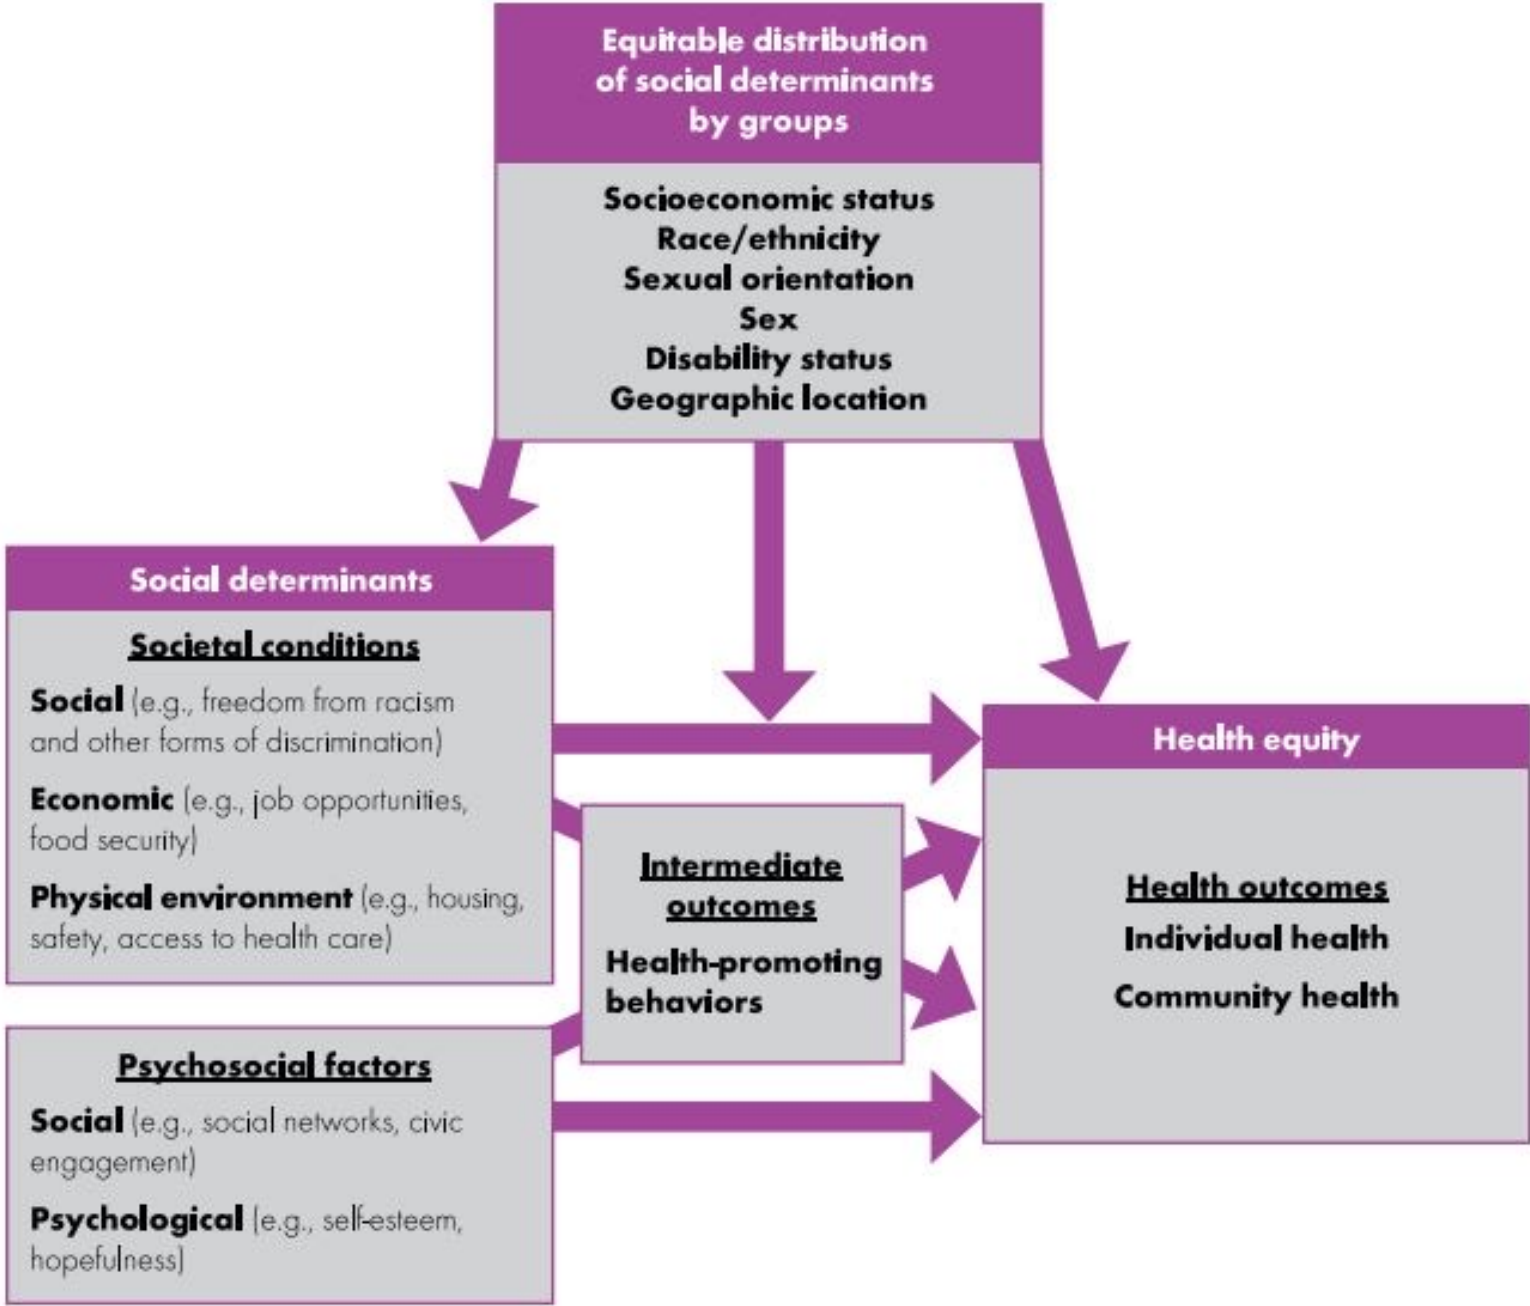 Equitable distribution
of social determinants
by groups
Socioeconomic status
Race/ethnicity
Sexual orientation
Sex
Disability status
Geographic location
Social determinants
Societal conditions
Social (e.g., freedom from racism
and other forms of discrimination)
Economic (e.g., job opportunities,
food security)
Physical environment (e.g., housing,
safety, access to health care)
Psychosocial factors
Social (e.g., social networks, civic
engagement)
Psychological (e.g., self-esteem,
hopefulness)
Intermediate
outcomes
Health-promoting
behaviors
Health equity
Health outcomes
Individual health
Community health